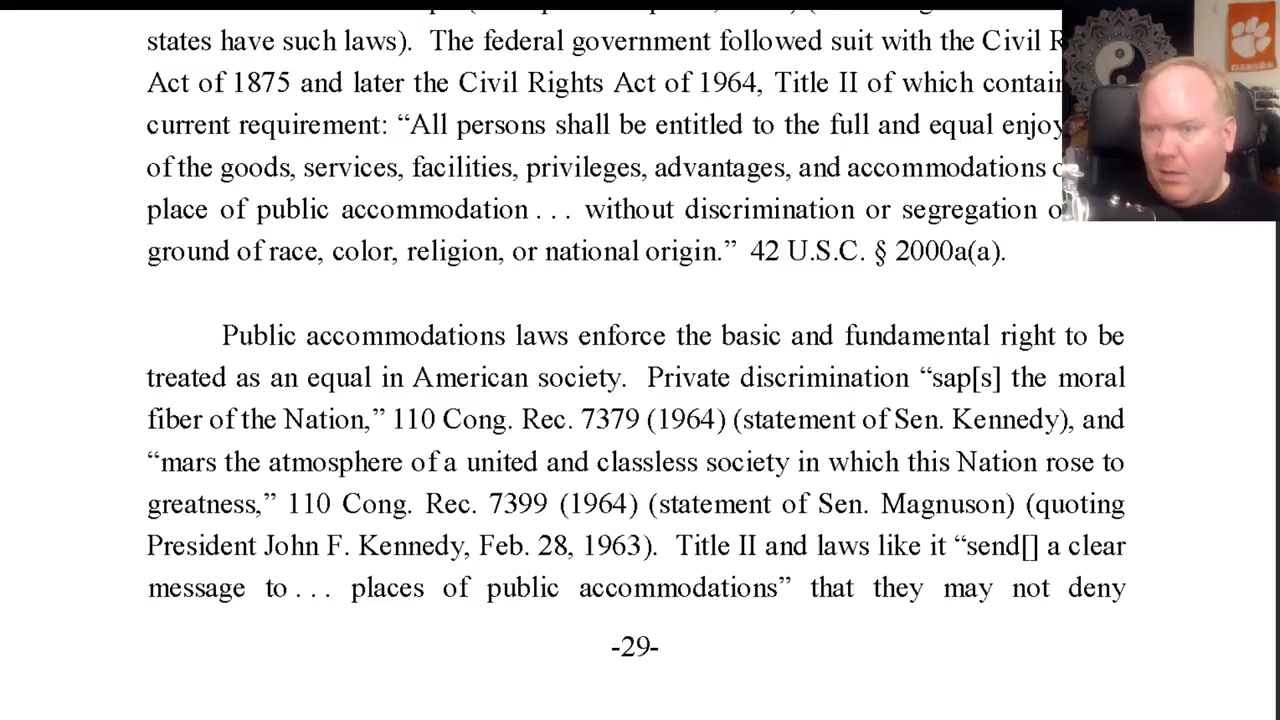 states have such laws). The federal government followed suit with the Civil R
Act of 1875 and later the Civil Rights Act of 1964, Title II of which contain
current requirement: “All persons shall be entitled to the full and equal enjoy
of the goods, services, facilities, privileges, advantages, and accommodations o
place of public accommodation . . . without discrimination or segregation o
ground of race, color, religion, or national origin.” 42 U.S.C. § 2000a(a).
Public accommodations laws enforce the basic and fundamental right to be
treated as an equal in American society. Private discrimination “sap[s] the moral
fiber of the Nation,” 110 Cong. Rec. 7379 (1964) (statement of Sen. Kennedy), and
“mars the atmosphere of a united and classless society in which this Nation rose to
greatness,” 110 Cong. Rec. 7399 (1964) (statement of Sen. Magnuson) (quoting
President John F. Kennedy, Feb. 28, 1963). Title II and laws like it “send[] a clear
message to . . . places of public accommodations” that they may not deny
-29-